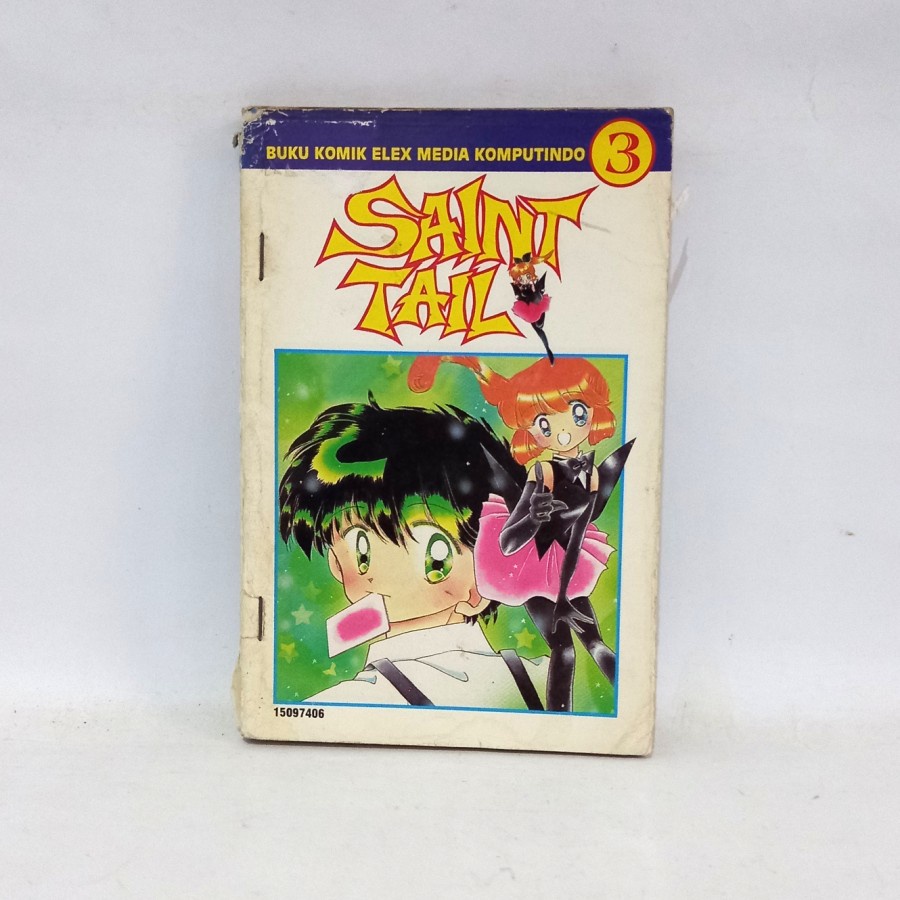 BUKU KOMIK ELEX MEDIA KOMPUTINDO
3
SAINT
TAIL
15097406